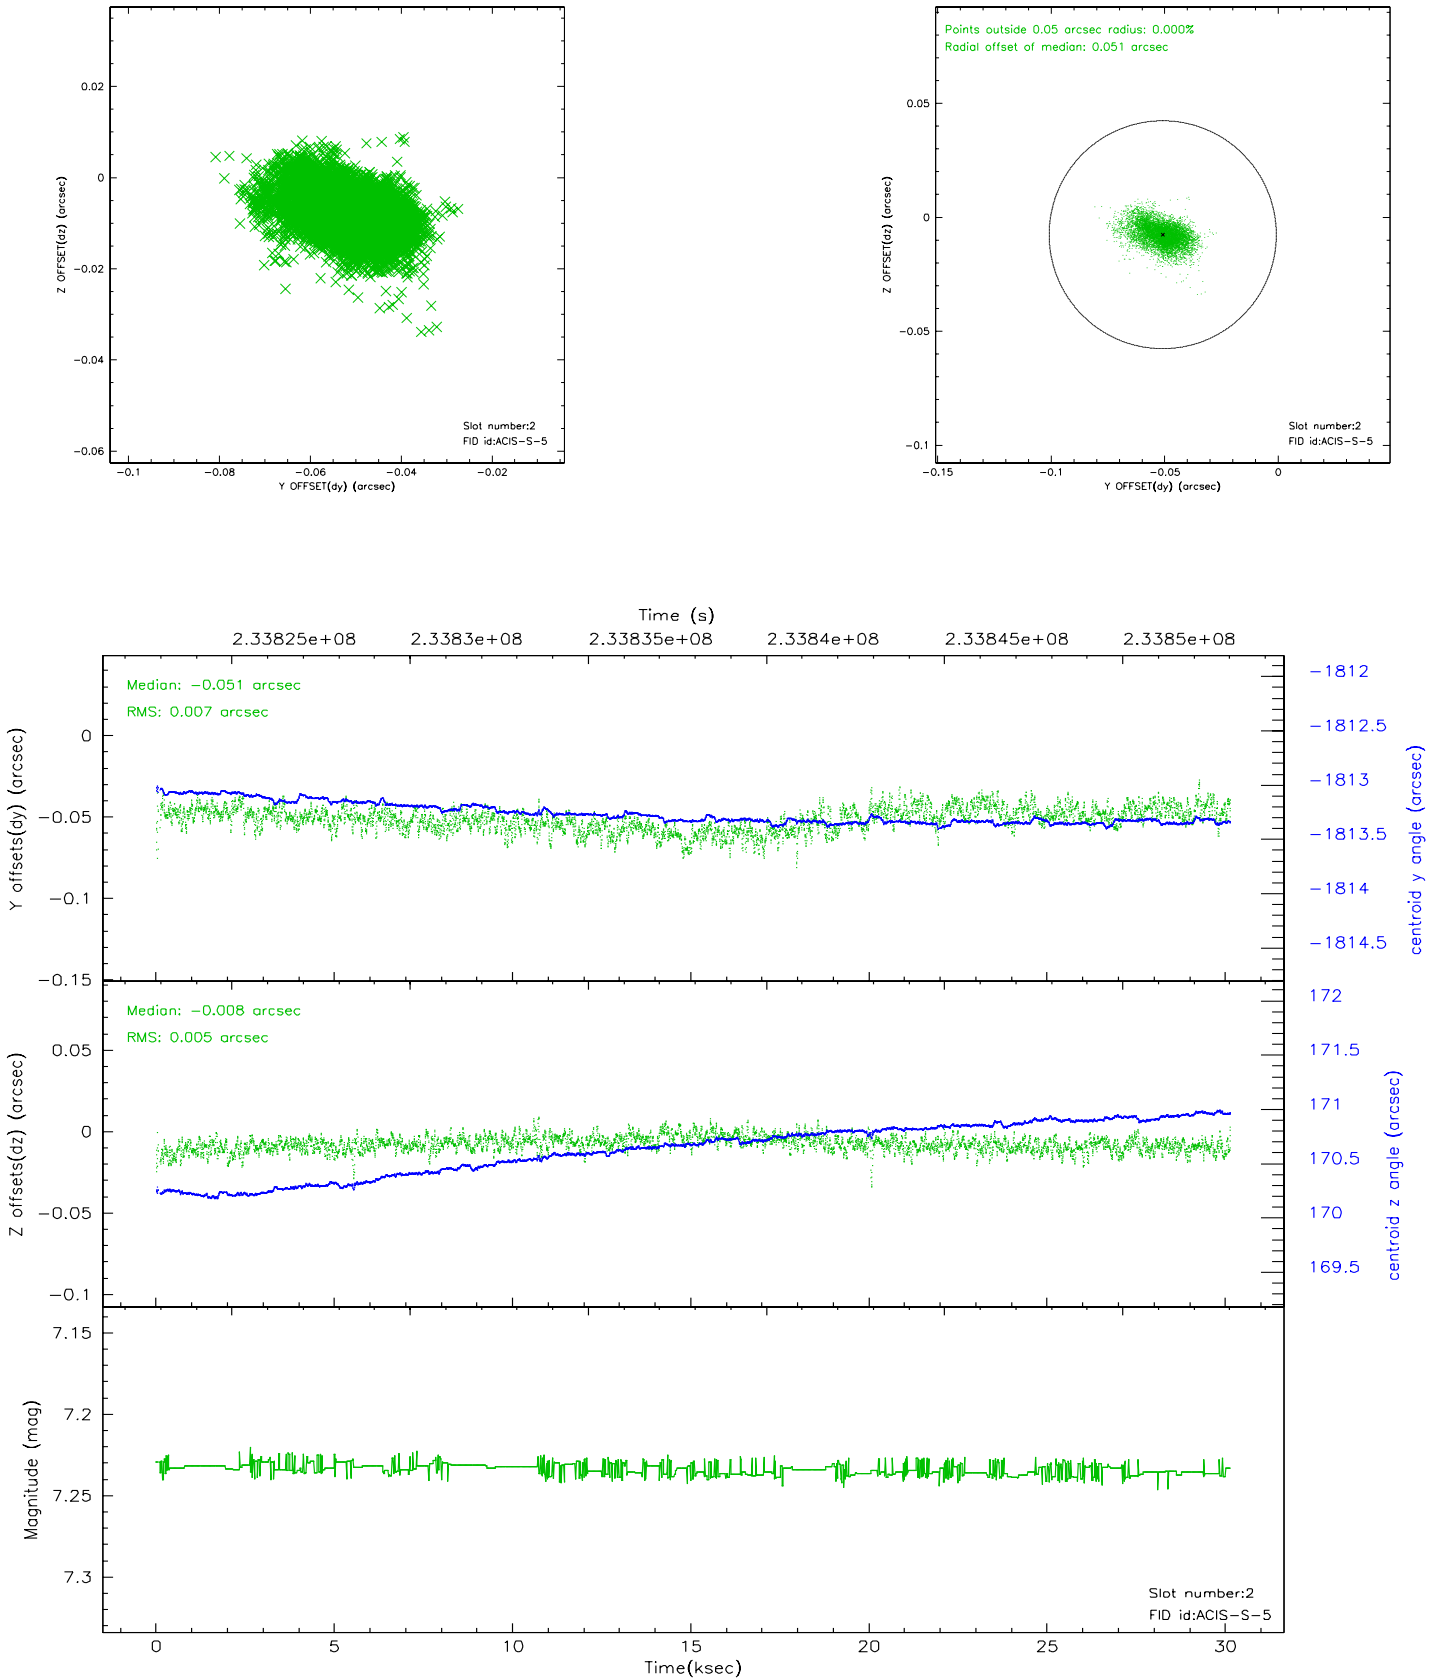 0.02
0
−0.02
−0.04
−0.06
Z OFFSET(dz) (arcsec)
−0.1
−0.08
−0.06
−0.04
−0.02
Y OFFSET(dy) (arcsec)
Slot number:2
FID id:ACIS−S−5
Points outside 0.05 arcsec radius: 0.000%
Radial offset of median: 0.051 arcsec
0.05
0
−0.05
−0.1
Z OFFSET(dz) (arcsec)
−0.15
−0.1
−0.05
0
Y OFFSET(dy) (arcsec)
Slot number:2
FID id:ACIS−S−5
Time (s)
2.33825e+08
2.3383e+08
2.33835e+08
2.3384e+08
2.33845e+08
2.3385e+08
Median: −0.051 arcsec
RMS: 0.007 arcsec
0
−0.05
−0.1
−0.15
Y offsets(dy) (arcsec)
−1812
−1812.5
−1813
−1813.5
−1814
−1814.5
centroid y angle (arcsec)
Median: −0.008 arcsec
RMS: 0.005 arcsec
0.05
0
−0.05
−0.1
Z offsets(dz) (arcsec)
172
171.5
171
170.5
170
169.5
centroid z angle (arcsec)
7.15
7.2
7.25
7.3
Magnitude (mag)
Slot number:2
FID id:ACIS−S−5
0
5
10
15
20
25
30
Time(ksec)